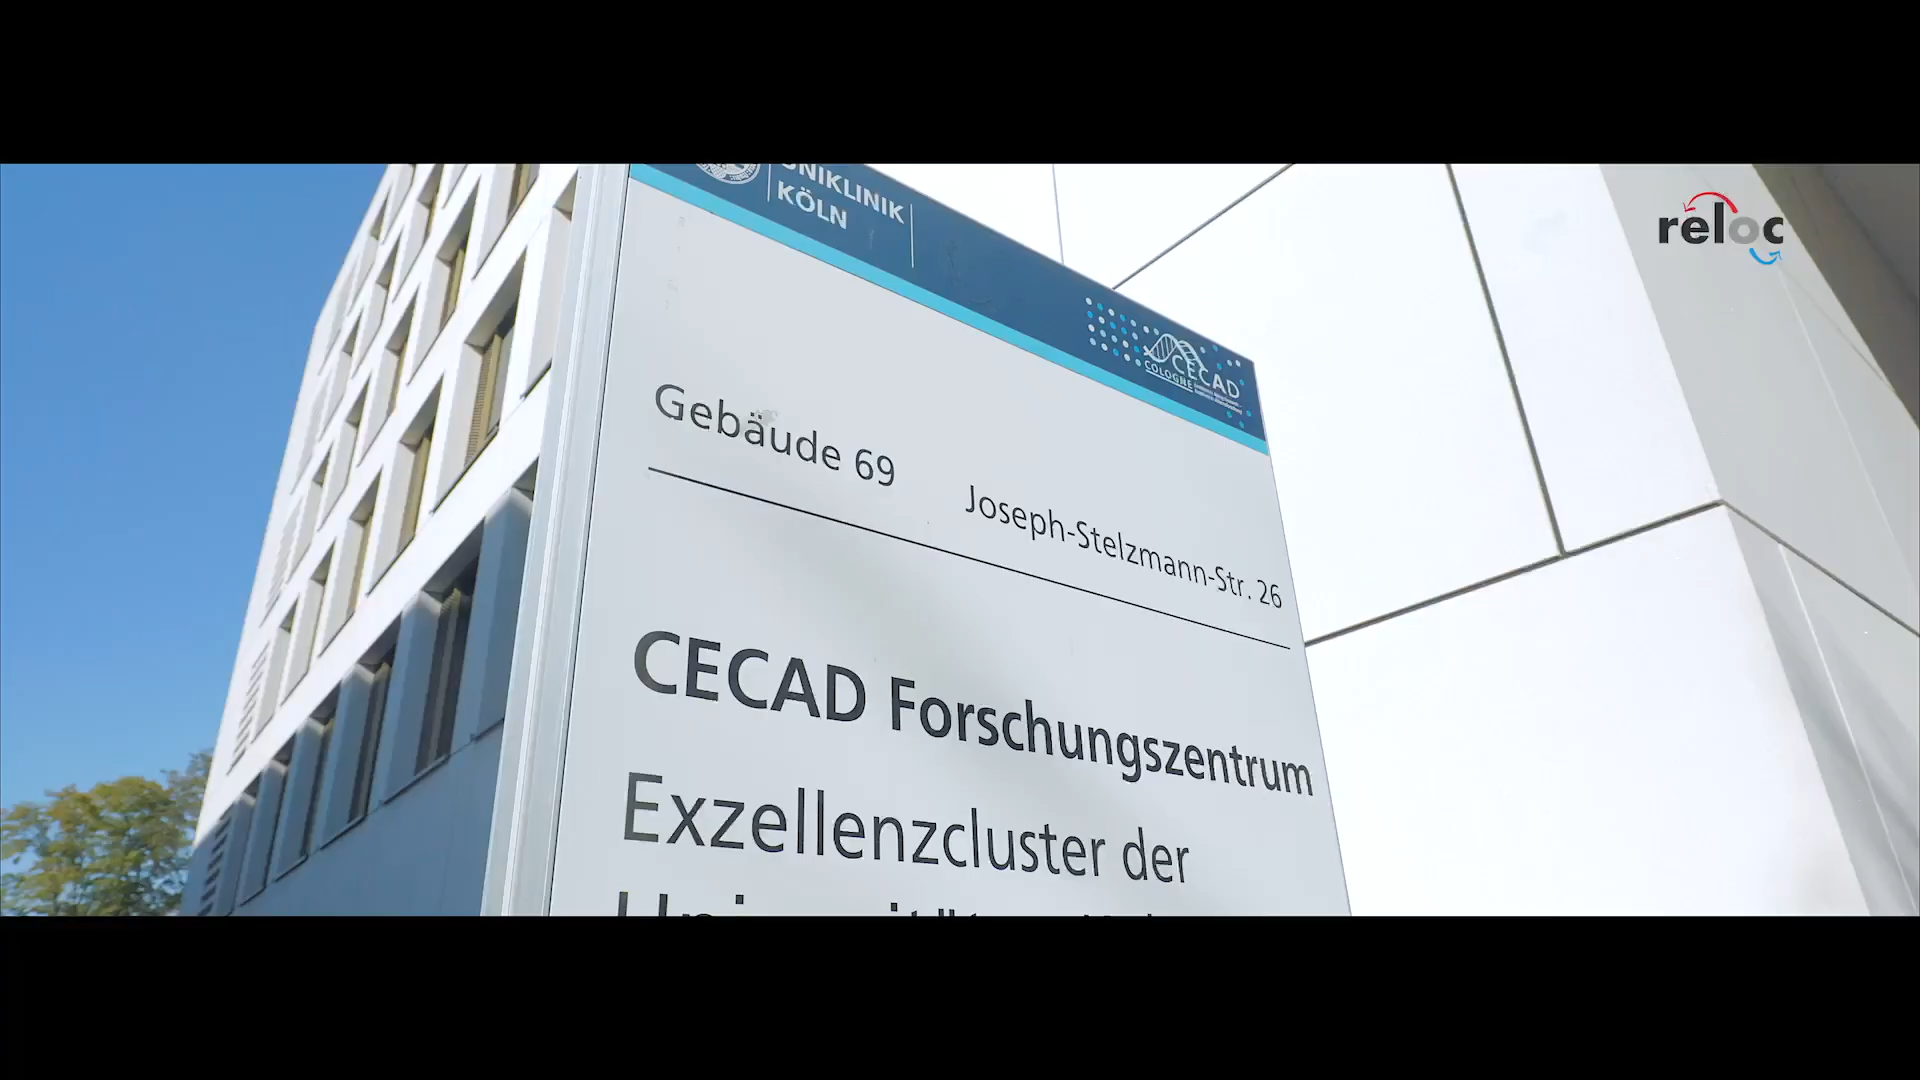 UNIKLINIK
KÖLN
reloc
CECAD
COLOGNE
Gebäude 69
Joseph-Stelzmann-Str. 26
CECAD Forschungszentrum
Exzellenzcluster der